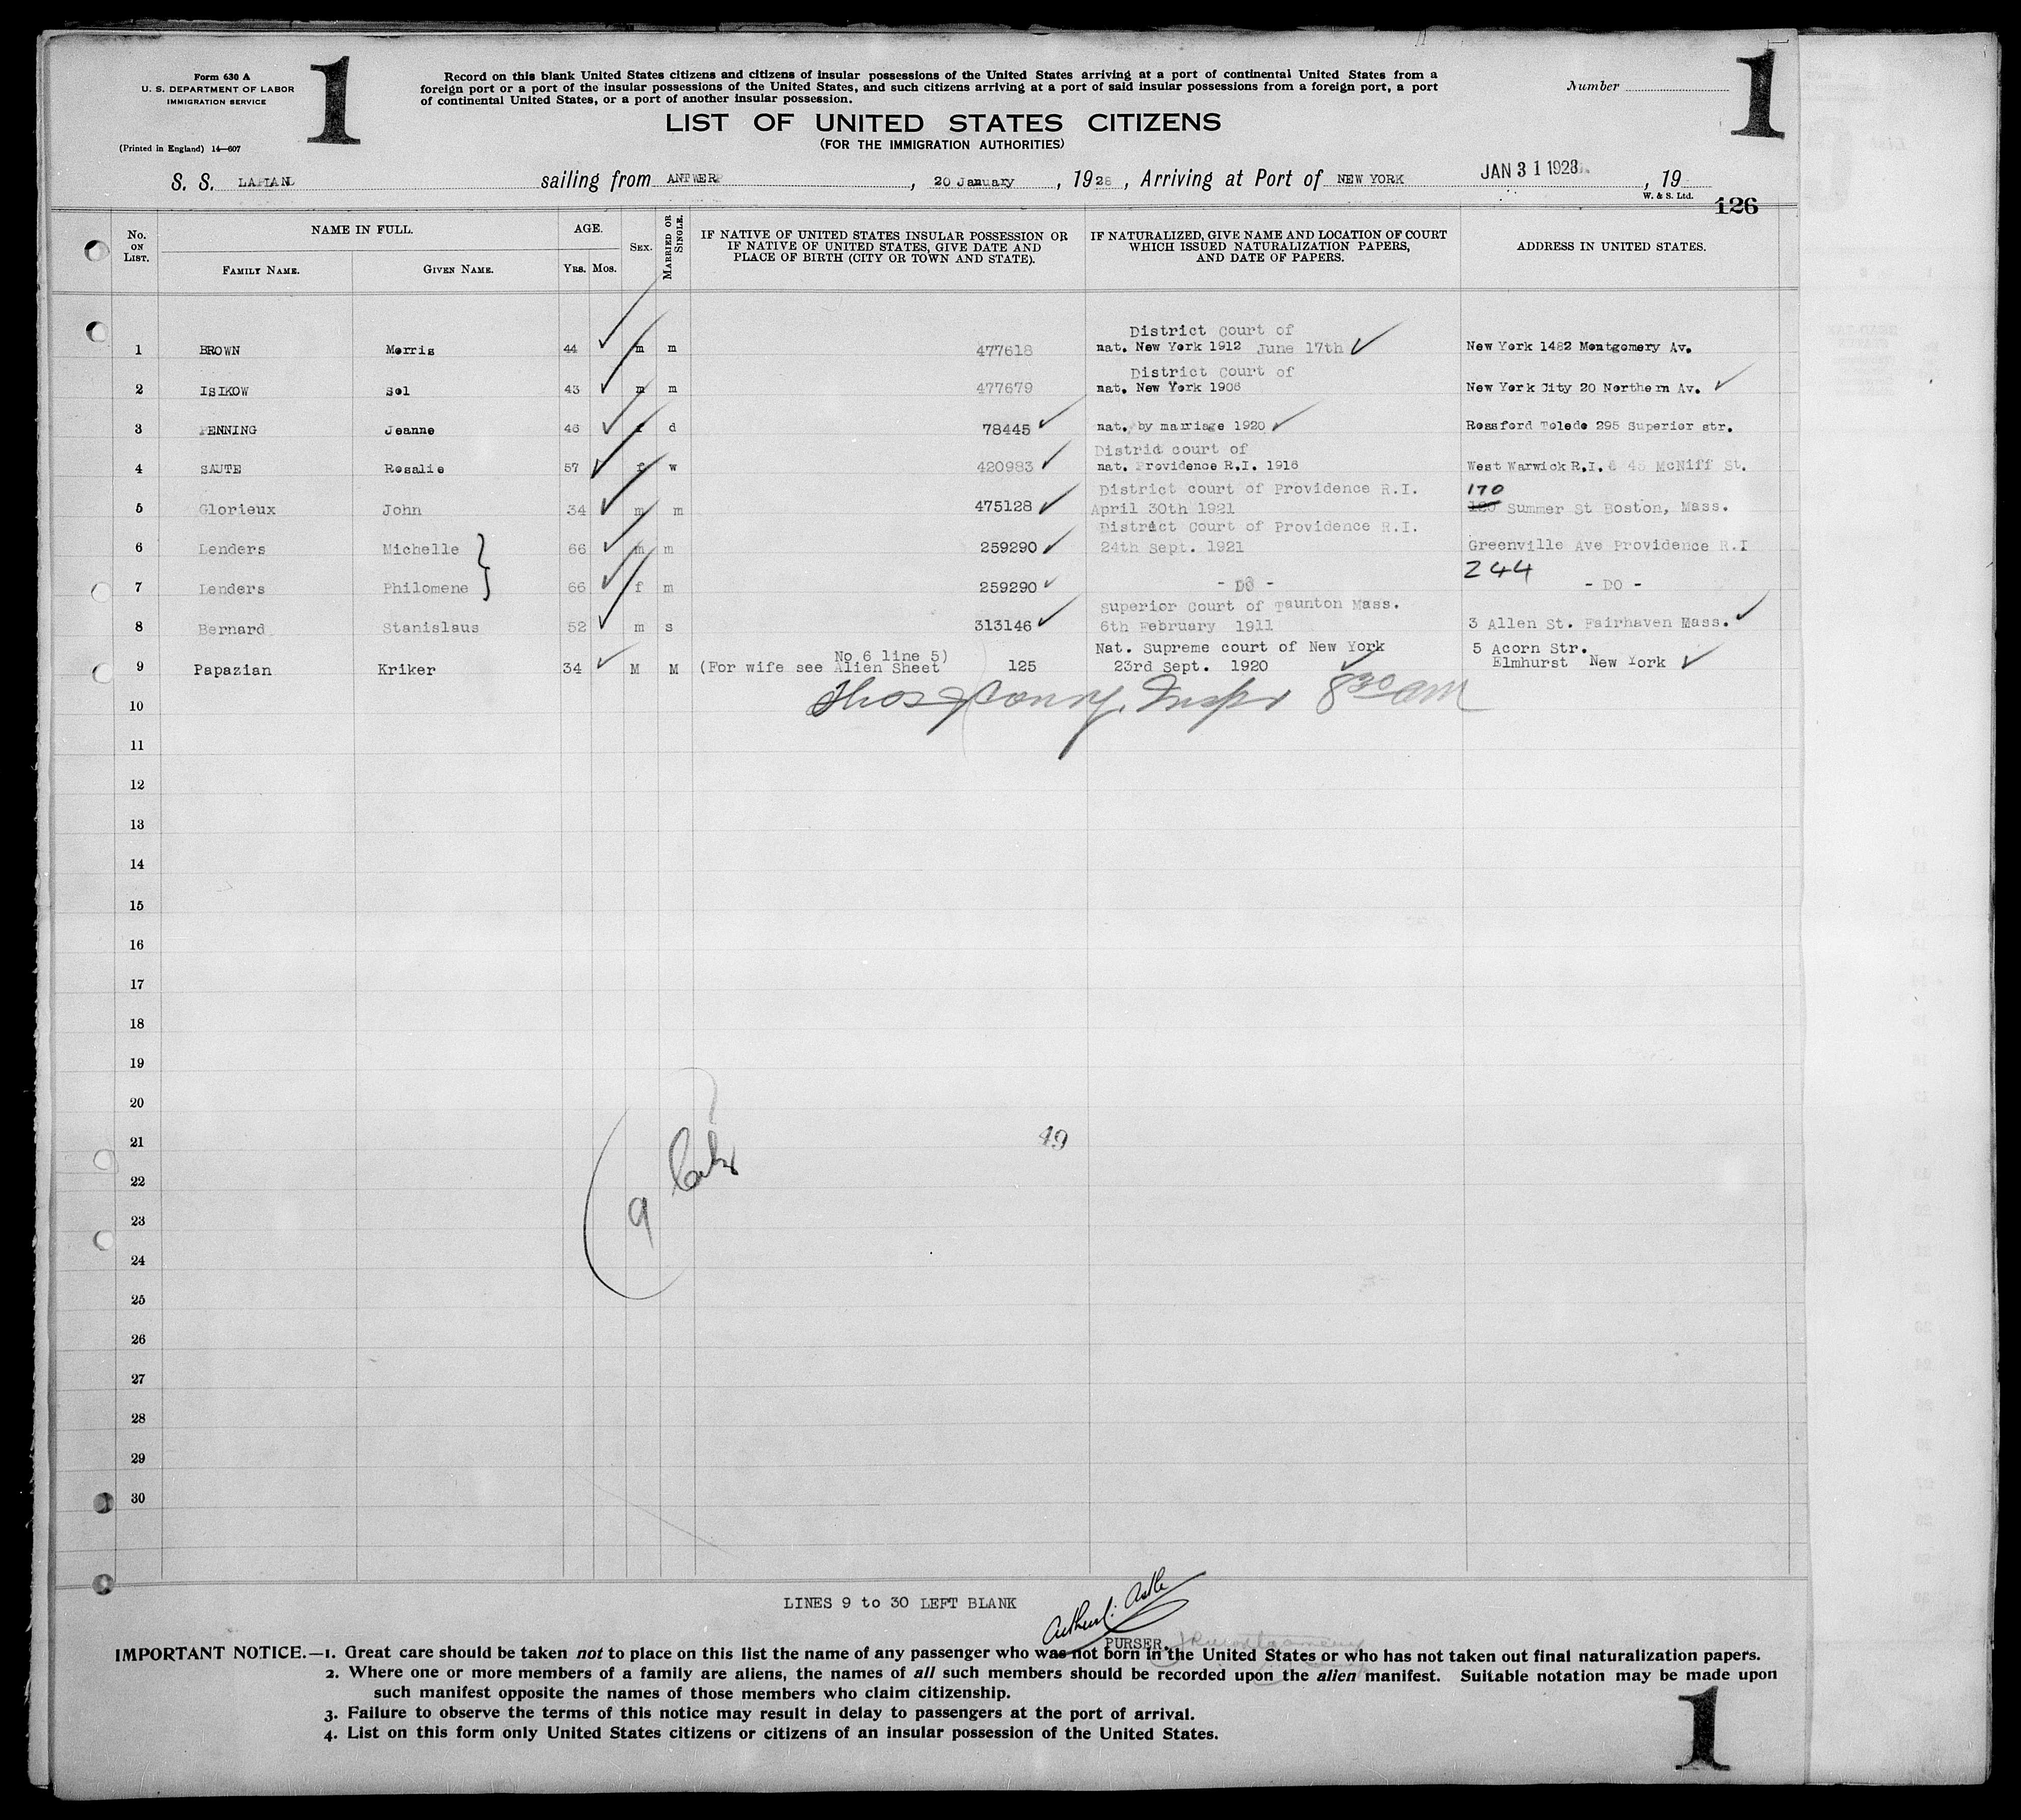 Form 630 A
U. S. DEPARTMENT OF LABOR
IMMIGRATION SERVICE
(Printed in England) 14—607
1
Record on this blank United States citizens and citizens of insular possessions of the United States arriving at a port of continental United States from a
foreign port or a port of the insular possessions of the United States, and such citizens arriving at a port of said insular possessions from a foreign port, a port
of continental United States, or a port of another insular possession.
Number
1
LIST OF UNITED STATES CITIZENS
(FOR THE IMMIGRATION AUTHORITIES)
S. S. LAPLAND sailing from ANTWERP, 20 January, 1928, Arriving at Port of NEW YORK JAN 31 1928, 19
W. & S. Ltd.
126
No. ON LIST. NAME IN FULL. FAMILY NAME. GIVEN NAME. AGE. YRS. MOS. SEX. MARRIED OR SINGLE. IF NATIVE OF UNITED STATES INSULAR POSSESSION OR IF NATIVE OF UNITED STATES, GIVE DATE AND PLACE OF BIRTH (CITY OR TOWN AND STATE). IF NATURALIZED, GIVE NAME AND LOCATION OF COURT WHICH ISSUED NATURALIZATION PAPERS, AND DATE OF PAPERS. ADDRESS IN UNITED STATES.
District Court of
1 BROWN Morris 44 m m 477618 nat. New York 1912 June 17th New York 1482 Montgomery Av.
District Court of
2 ISIKOW Sol 43 m m 477679 nat. New York 1906 New York City 20 Northern Av.
3 PENNING Jeanne 46 f d 78445 nat. by marriage 1920 Rossford Toledo 295 Superior str.
District court of
4 SAUTE Rosalie 57 f w 420983 nat. Providence R.I. 1916 West Warwick R.I. 45 McNiff St.
District court of Providence R.I. 170
5 Glorieux John 34 m m 475128 April 30th 1921 Summer St Boston, Mass.
District Court of Providence R.I.
6 Lenders Michelle 66 m m 259290 24th Sept. 1921 Greenville Ave Providence R.I
244
7 Lenders Philomene 66 f m 259290 - DO - - DO -
Superior Court of Taunton Mass.
8 Bernard Stanislaus 52 m s 313146 6th February 1911 3 Allen St. Fairhaven Mass.
No 6 line 5) Nat. Supreme court of New York 5 Acorn Str.
9 Papazian Kriker 34 M M (For wife see Alien Sheet 125 23rd Sept. 1920 Elmhurst New York
10 Inspr 8 30 am
11
12
13
14
15
16
17
18
19
20
21 49
22
23 9
24
25
26
27
28
29
30
LINES 9 to 30 LEFT BLANK
PURSER.
IMPORTANT NOTICE.—1. Great care should be taken not to place on this list the name of any passenger who was not born in the United States or who has not taken out final naturalization papers.
2. Where one or more members of a family are aliens, the names of all such members should be recorded upon the alien manifest. Suitable notation may be made upon
such manifest opposite the names of those members who claim citizenship.
3. Failure to observe the terms of this notice may result in delay to passengers at the port of arrival.
4. List on this form only United States citizens or citizens of an insular possession of the United States.
1